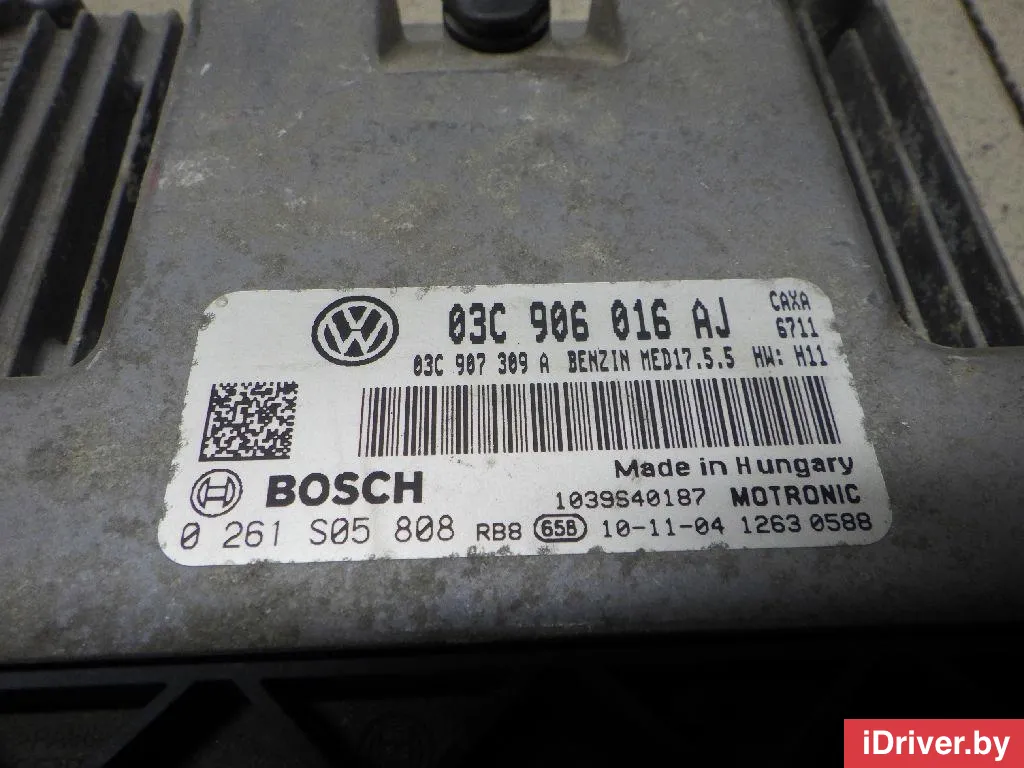 03C 906 016 AJ CAXA
6711
03C 907 309 A BENZIN MED17.5.5 HW: H11
Made in Hungary
BOSCH 1039S40187 MOTRONIC
0 261 S05 808 RB8 65B 10-11-04 1263 0588
iDriver.by